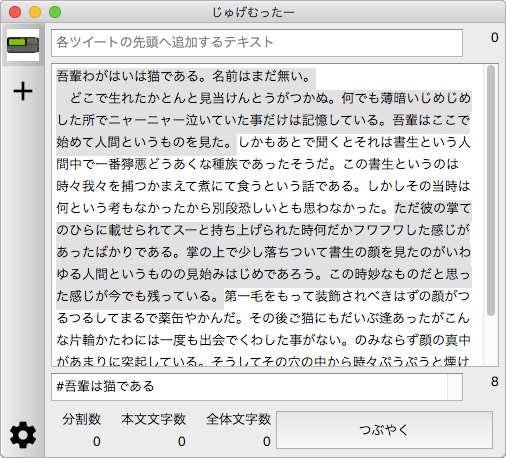 じゅげむったー
各ツイートの先頭へ追加するテキスト
0
吾輩わがはいは猫である。名前はまだ無い。
　どこで生れたかとんと見当けんとうがつかぬ。何でも薄暗いじめじめ
した所でニャーニャー泣いていた事だけは記憶している。吾輩はここで
始めて人間というものを見た。しかもあとで聞くとそれは書生という人
間中で一番獰悪どうあくな種族であったそうだ。この書生というのは
時々我々を捕つかまえて煮にて食うという話である。しかしその当時は
何という考もなかったから別段恐しいとも思わなかった。ただ彼の掌て
のひらに載せられてスーと持ち上げられた時何だかフワフワした感じが
あったばかりである。掌の上で少し落ちついて書生の顔を見たのがいわ
ゆる人間というものの見始みはじめであろう。この時妙なものだと思っ
た感じが今でも残っている。第一毛をもって装飾されべきはずの顔がつ
るつるしてまるで薬缶やかんだ。その後ご猫にもだいぶ逢あったがこん
な片輪かたわには一度も出会でくわした事がない。のみならず顔の真中
があまりに突起している。そうしてその穴の中から時々ぷうぷうと煙け
#吾輩は猫である
8
分割数 本文文字数 全体文字数
0 0 0
つぶやく